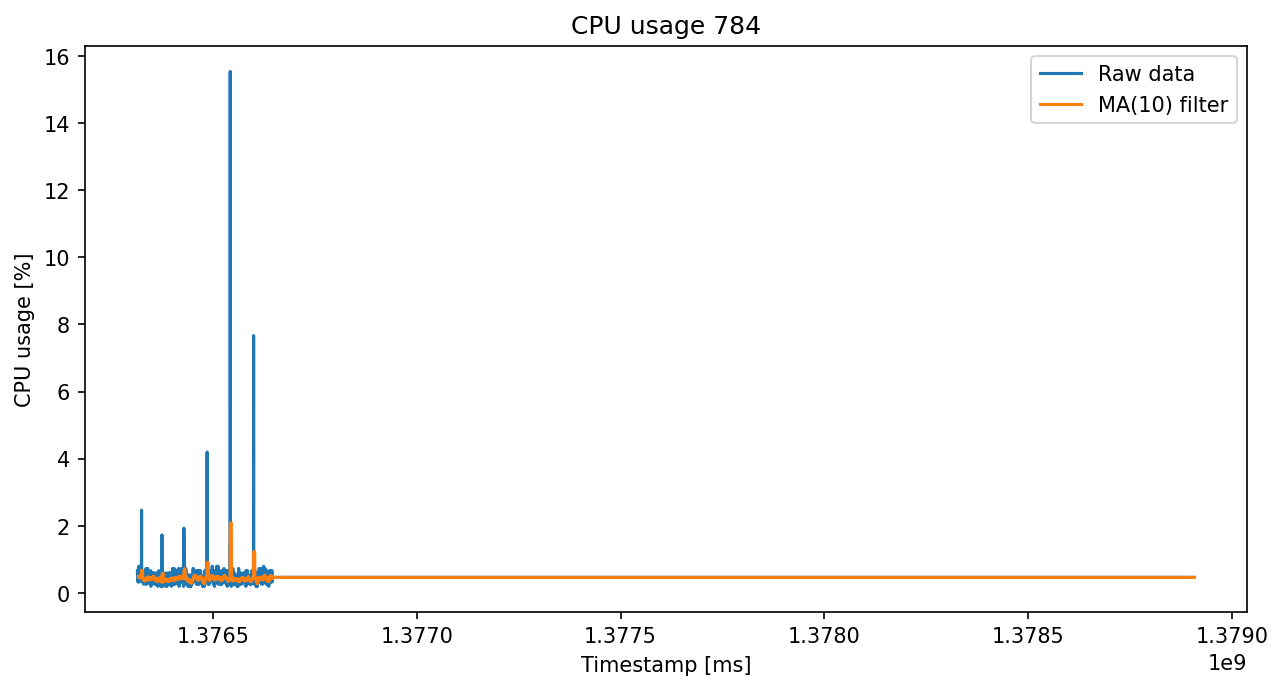 CPU usage 784
Raw data
MA(10) filter
CPU usage [%]
16
14
12
10
8
6
4
2
0
1.3765 1.3770 1.3775 1.3780 1.3785 1.3790
1e9
Timestamp [ms]